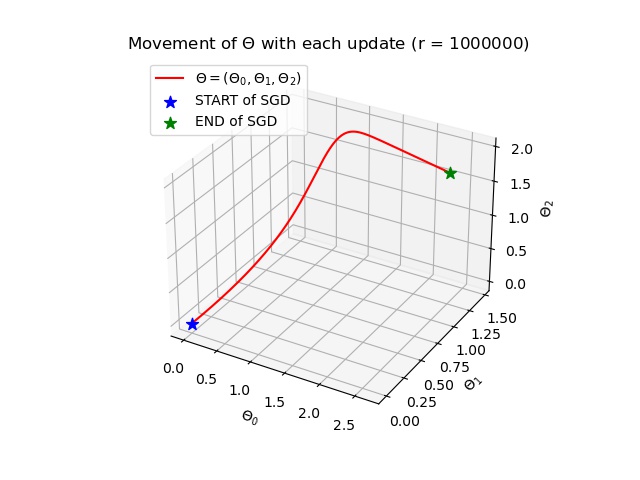 Movement of Θ with each update (r = 1000000)
Θ = (Θ₀, Θ₁, Θ₂)
START of SGD
END of SGD
2.0
1.5
1.0
0.5
0.0
Θ₂
1.50
1.25
1.00
0.75
0.50
0.25
0.00
Θ₁
0.0
0.5
1.0
1.5
2.0
2.5
Θ₀